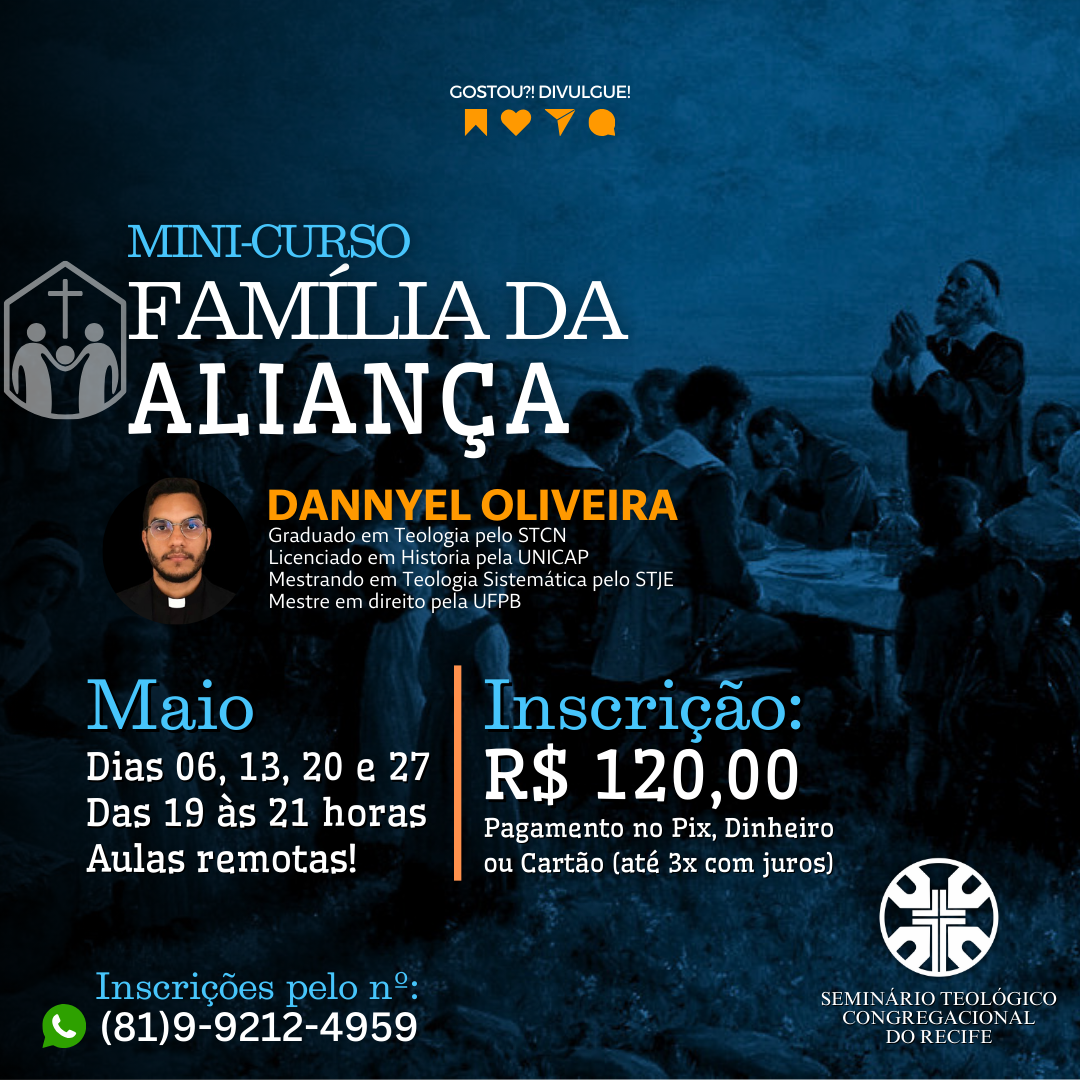 GOSTOU?! DIVULGUE!
MINI-CURSO
FAMÍLIA DA
ALIANÇA
DANNYEL OLIVEIRA
Graduado em Teologia pelo STCN
Licenciado em Historia pela UNICAP
Mestrando em Teologia Sistemática pelo STJE
Mestre em direito pela UFPB
Maio
Dias 06, 13, 20 e 27
Das 19 às 21 horas
Aulas remotas!
Inscrição:
R$ 120,00
Pagamento no Pix, Dinheiro
ou Cartão (até 3x com juros)
Inscrições pelo nº:
(81)9-9212-4959
SEMINÁRIO TEOLÓGICO
CONGREGACIONAL
DO RECIFE